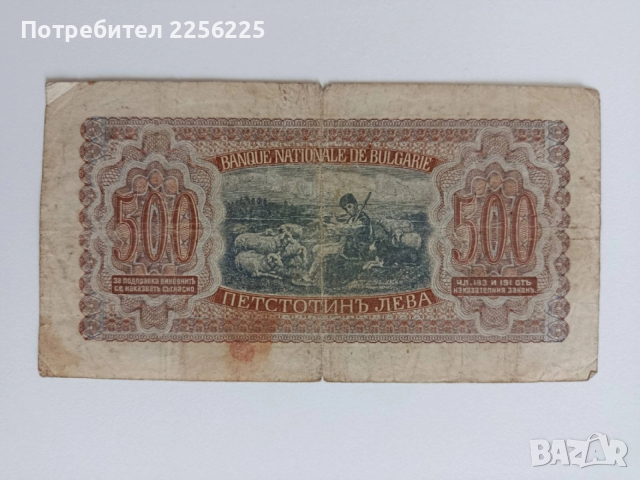 Потребител 2256225
BANQUE NATIONALE DE BULGARIE
500
500
ЗА ПОДПРАВКА ВИНОВНИТѢ
СЕ НАКАЗВАТЪ СЪГЛАСНО
ЧЛ. 183 И 191 ОТЪ
НАКАЗАТЕЛНИЯ ЗАКОНЪ.
ПЕТСТОТИНЪ ЛЕВА
BAZAR